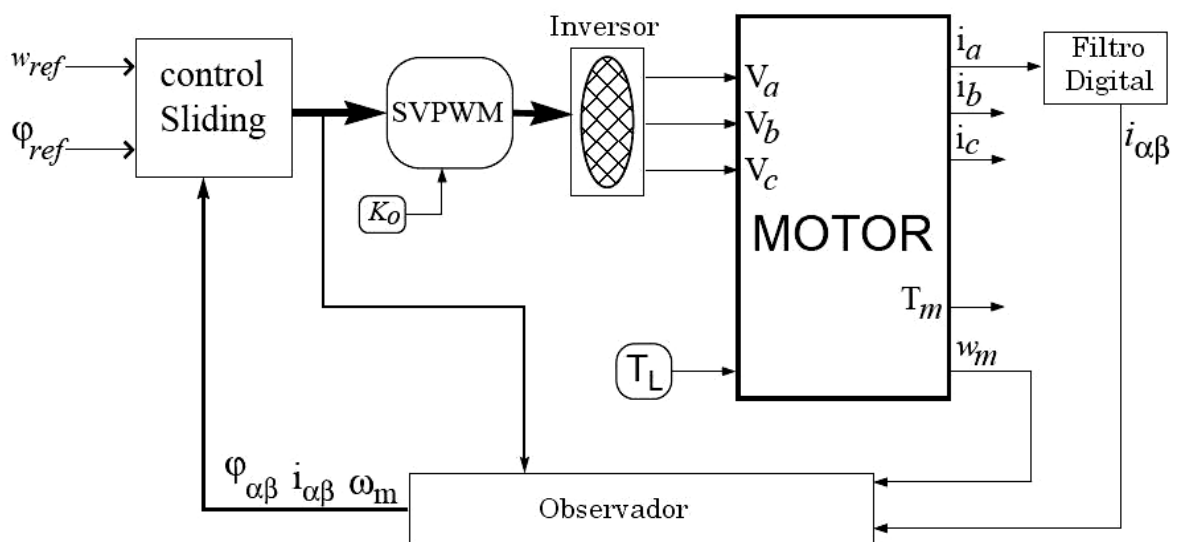 w_ref
φ_ref
control
Sliding
SVPWM
K_o
Inversor
V_a
V_b
V_c
MOTOR
T_L
i_a
i_b
i_c
T_m
w_m
Filtro
Digital
i_αβ
φ_αβ i_αβ ω_m
Observador